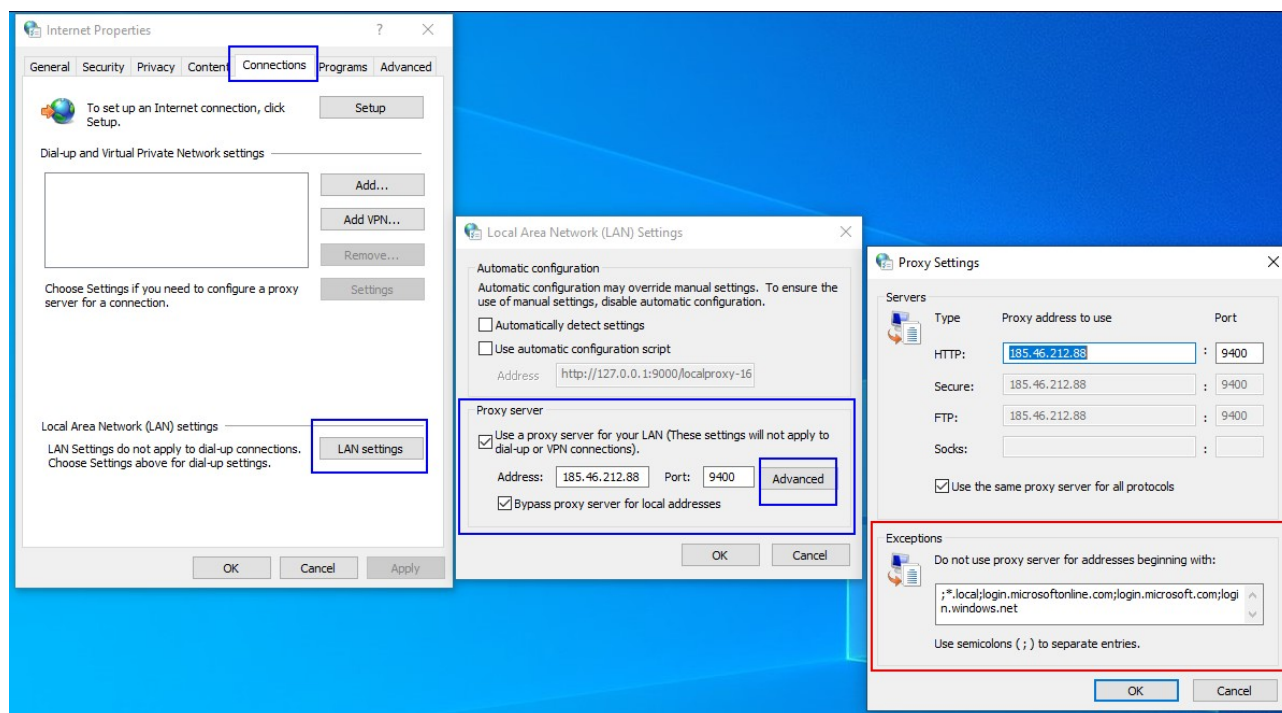 Internet Properties
?
General Security Privacy Content Connections Programs Advanced
To set up an Internet connection, click
Setup.
Setup
Dial-up and Virtual Private Network settings
Add...
Add VPN...
Remove...
Choose Settings if you need to configure a proxy
server for a connection.
Settings
Local Area Network (LAN) settings
LAN Settings do not apply to dial-up connections.
Choose Settings above for dial-up settings.
LAN settings
OK Cancel Apply
Local Area Network (LAN) Settings
Automatic configuration
Automatic configuration may override manual settings. To ensure the
use of manual settings, disable automatic configuration.
Automatically detect settings
Use automatic configuration script
Address http://127.0.0.1:9000/localproxy-16
Proxy server
Use a proxy server for your LAN (These settings will not apply to
dial-up or VPN connections).
Address: 185.46.212.88 Port: 9400 Advanced
Bypass proxy server for local addresses
OK Cancel
Proxy Settings
Servers
Type Proxy address to use Port
HTTP: 185.46.212.88 : 9400
Secure: 185.46.212.88 : 9400
FTP: 185.46.212.88 : 9400
Socks: :
Use the same proxy server for all protocols
Exceptions
Do not use proxy server for addresses beginning with:
;*.local;login.microsoftonline.com;login.microsoft.com;logi
n.windows.net
Use semicolons ( ; ) to separate entries.
OK Cancel